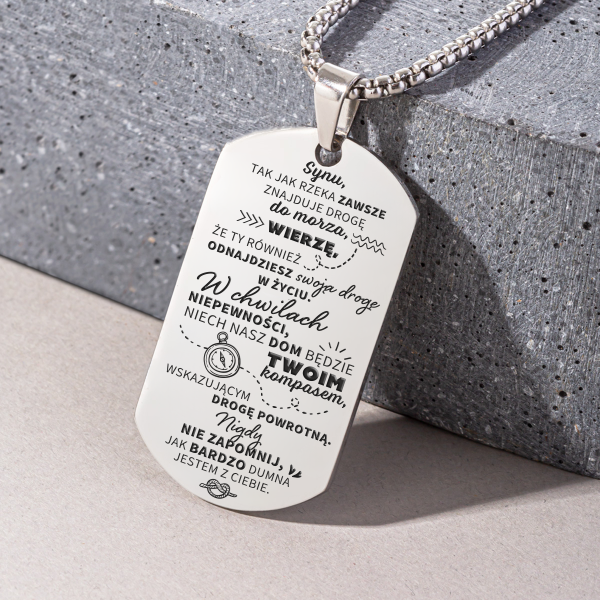 Synu,
TAK JAK RZEKA ZAWSZE
ZNAJDUJE DROGĘ
do morza,
WIERZĘ,
ŻE TY RÓWNIEŻ
ODNAJDZIESZ swoja drogę
W ŻYCIU.
W chwilach
NIEPEWNOŚCI,
NIECH NASZ DOM BĘDZIE
TWOIM
kompasem,
WSKAZUJĄCYM
DROGĘ POWROTNĄ.
Nigdy
NIE ZAPOMNIJ,
JAK BARDZO DUMNA
JESTEM Z CIEBIE.